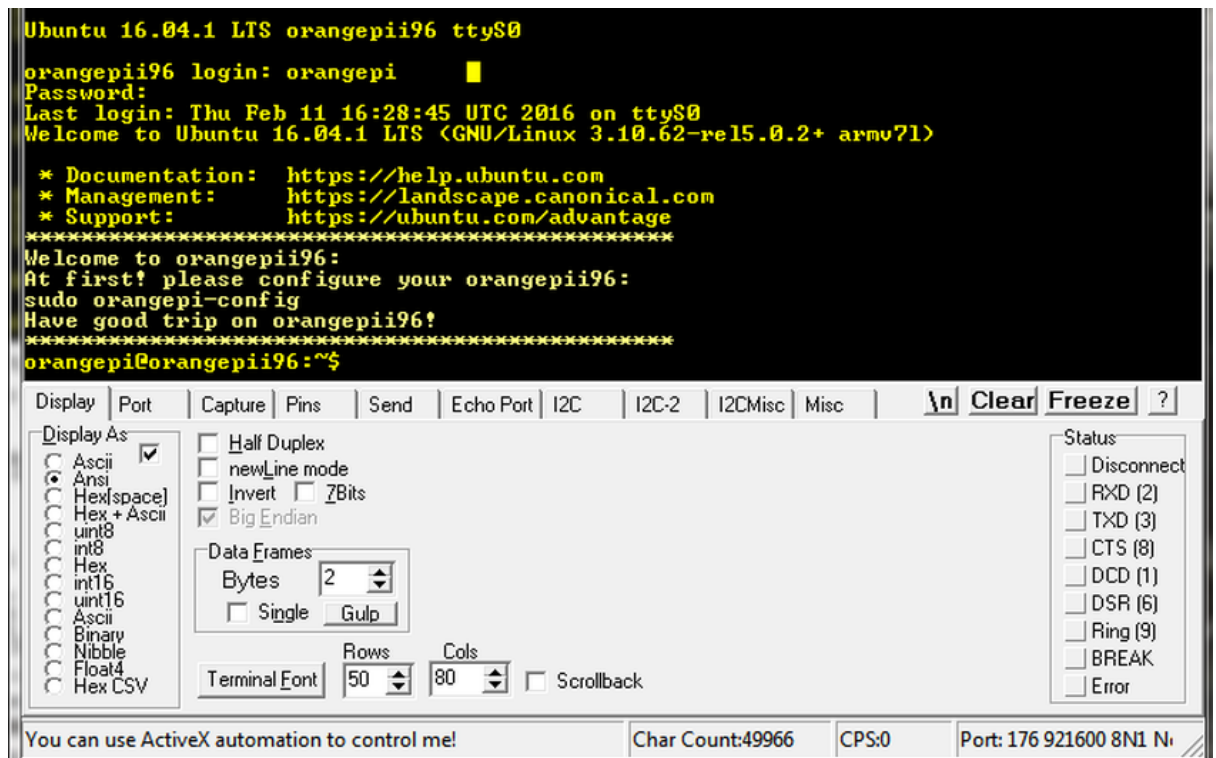 Ubuntu 16.04.1 LTS orangepii96 ttyS0
orangepii96 login: orangepi
Password:
Last login: Thu Feb 11 16:28:45 UTC 2016 on ttyS0
Welcome to Ubuntu 16.04.1 LTS (GNU/Linux 3.10.62-rel5.0.2+ armv7l)
* Documentation: https://help.ubuntu.com
* Management: https://landscape.canonical.com
* Support: https://ubuntu.com/advantage
***********************************************
Welcome to orangepii96:
At first! please configure your orangepii96:
sudo orangepi-config
Have good trip on orangepii96!
***********************************************
orangepi@orangepii96:~$
Display Port Capture Pins Send Echo Port I2C I2C-2 I2CMisc Misc \n Clear Freeze ?
Display As
Ascii
Ansi
Hex[space]
Hex + Ascii
uint8
int8
Hex
int16
uint16
Ascii
Binary
Nibble
Float4
Hex CSV
Half Duplex
newLine mode
Invert 7Bits
Big Endian
Data Frames
Bytes 2
Single Gulp
Rows Cols
Terminal Font 50 80 Scrollback
Status
Disconnect
RXD (2)
TXD (3)
CTS (8)
DCD (1)
DSR (6)
Ring (9)
BREAK
Error
You can use ActiveX automation to control me! Char Count:49966 CPS:0 Port: 176 921600 8N1